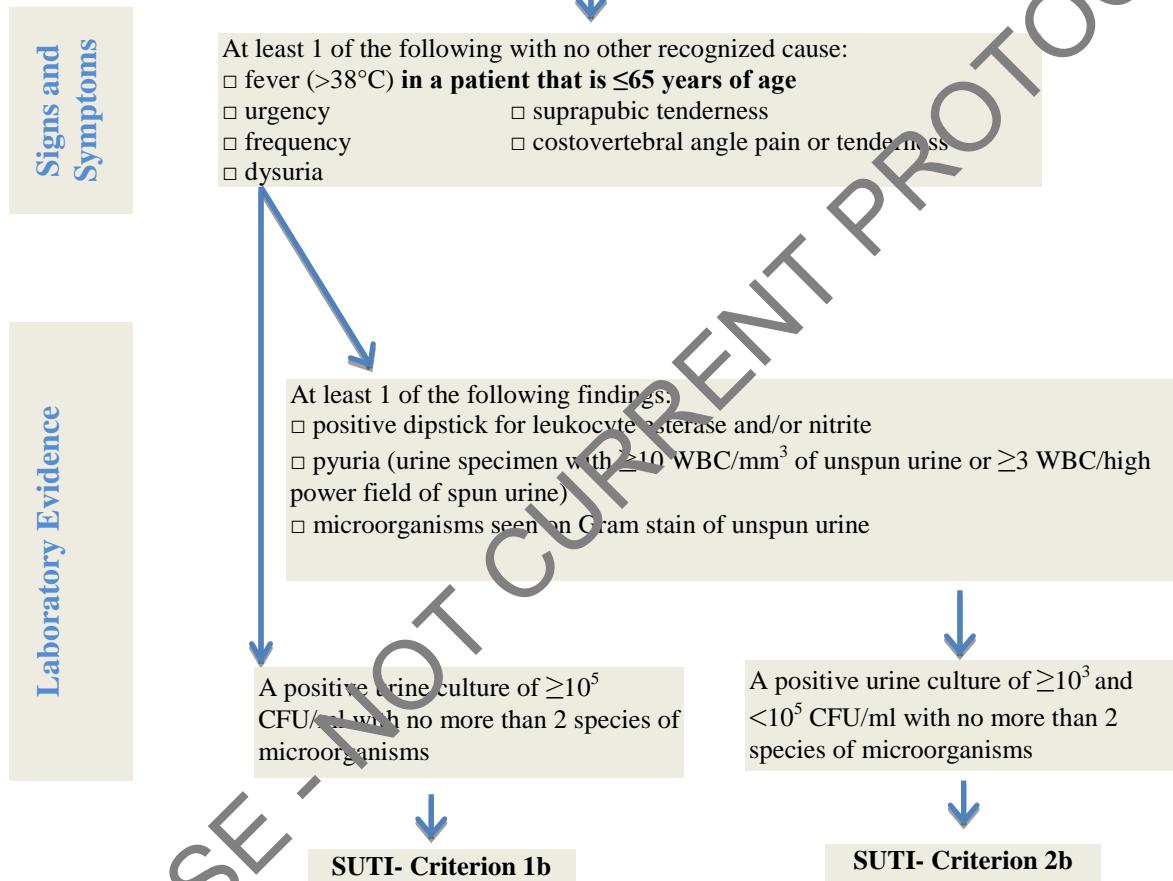 Signs and
Symptoms
At least 1 of the following with no other recognized cause:
□ fever (>38°C) in a patient that is ≤65 years of age
□ urgency □ suprapubic tenderness
□ frequency □ costovertebral angle pain or tenderness
□ dysuria
Laboratory Evidence
At least 1 of the following findings:
□ positive dipstick for leukocyte esterase and/or nitrite
□ pyuria (urine specimen with ≥10 WBC/mm³ of unspun urine or ≥3 WBC/high
power field of spun urine)
□ microorganisms seen on Gram stain of unspun urine
A positive urine culture of ≥10⁵
CFU/ml with no more than 2 species of
microorganisms
A positive urine culture of ≥10³ and
<10⁵ CFU/ml with no more than 2
species of microorganisms
SUTI- Criterion 1b
SUTI- Criterion 2b
SE - NOT CURRENT PROTOC